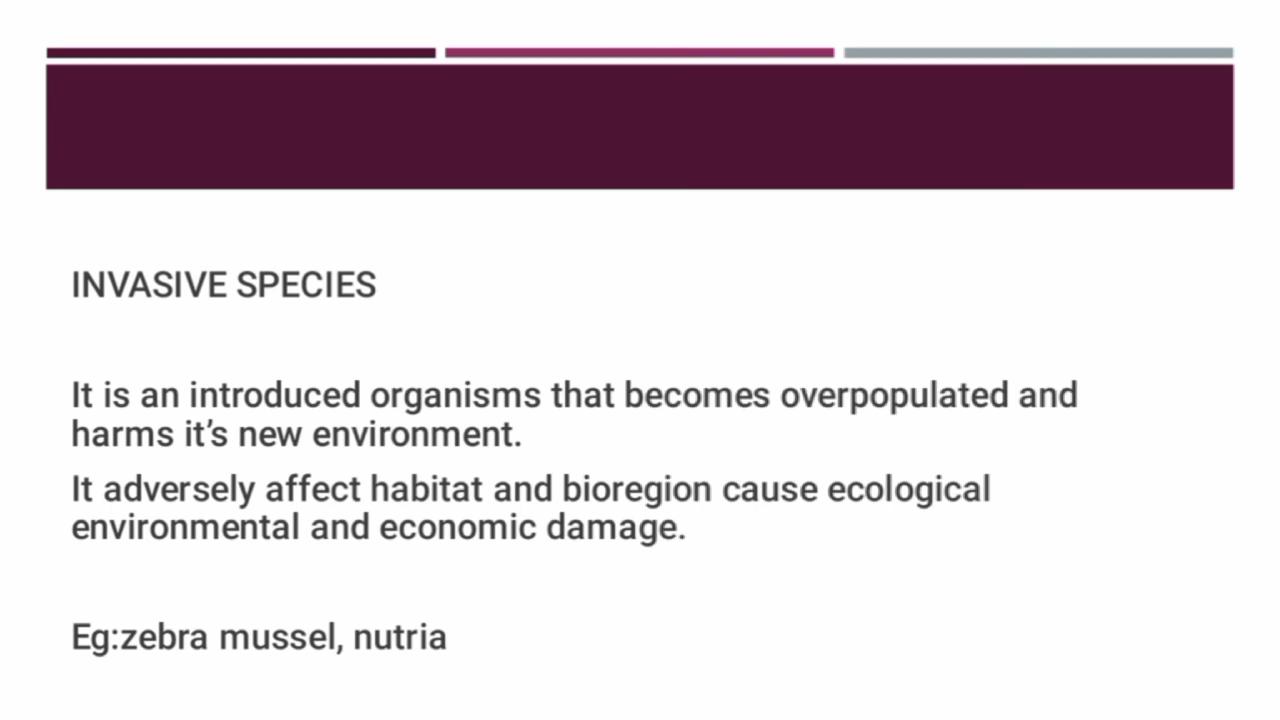 INVASIVE SPECIES
It is an introduced organisms that becomes overpopulated and
harms it’s new environment.
It adversely affect habitat and bioregion cause ecological
environmental and economic damage.
Eg:zebra mussel, nutria